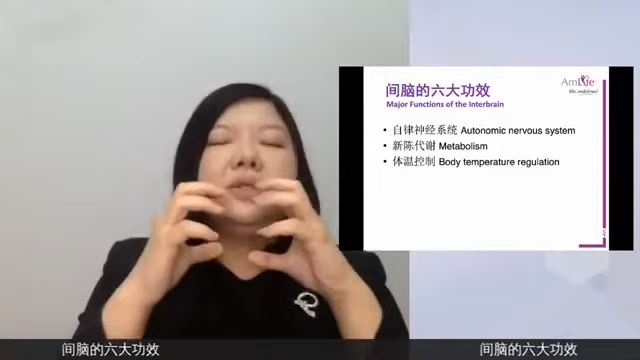 间脑的六大功效
Major Functions of the Interbrain
AmLife
life, redefined!
• 自律神经系统 Autonomic nervous system
• 新陈代谢 Metabolism
• 体温控制 Body temperature regulation
间脑的六大功效
间脑的六大功效